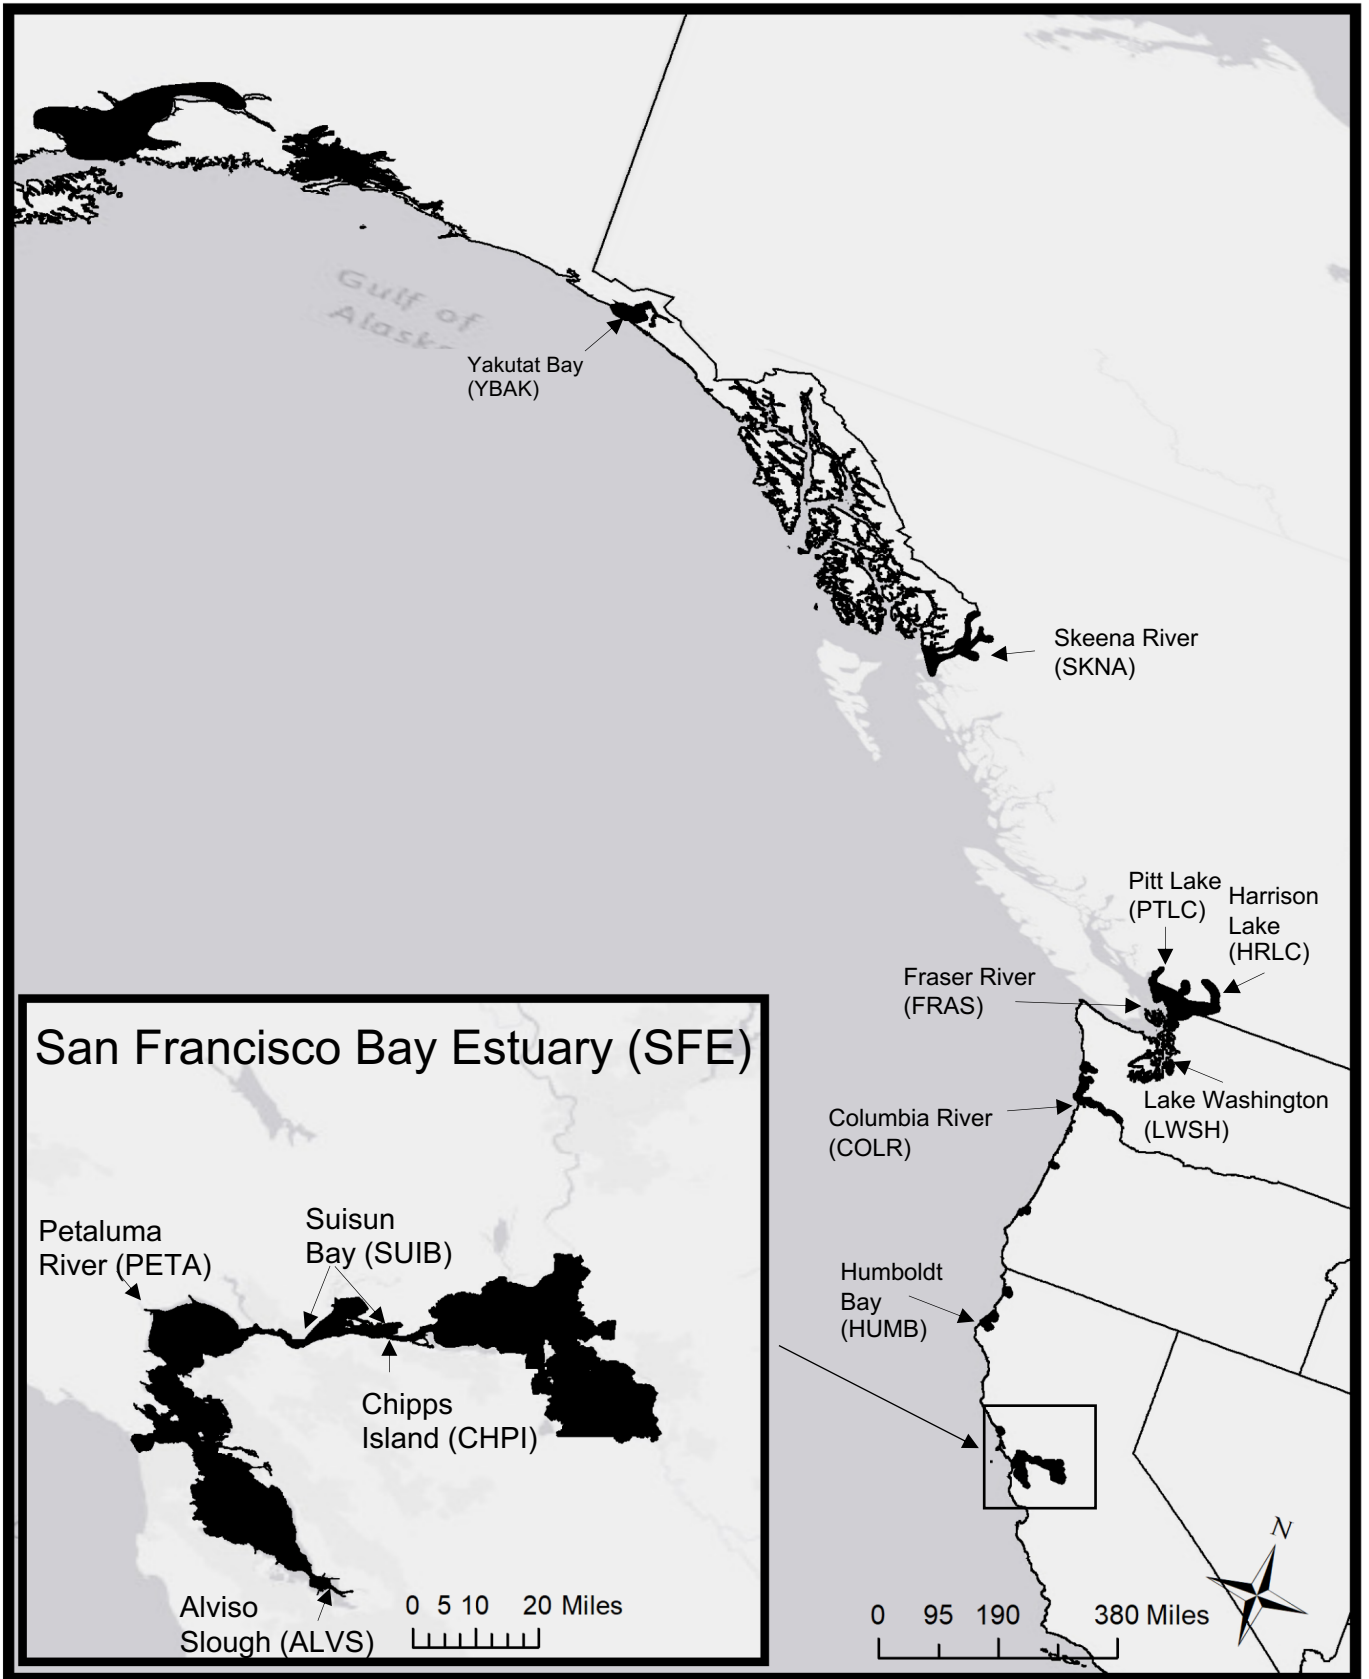 Gulf of
Alaska
Yakutat Bay
(YBAK)
Skeena River
(SKNA)
Pitt Lake
(PTLC)
Harrison
Lake
(HRLC)
Fraser River
(FRAS)
Lake Washington
(LWSH)
Columbia River
(COLR)
Humboldt
Bay
(HUMB)
San Francisco Bay Estuary (SFE)
Petaluma
River (PETA)
Suisun
Bay (SUIB)
Chipps
Island (CHPI)
Alviso
Slough (ALVS)
0 5 10 20 Miles
N
0 95 190 380 Miles